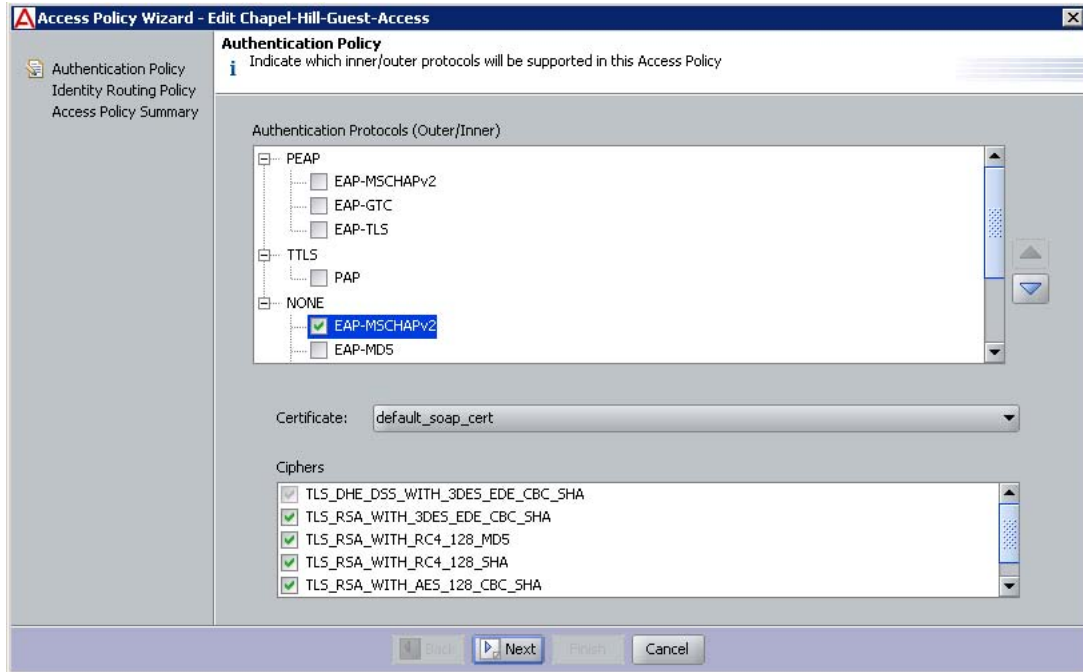 Access Policy Wizard - Edit Chapel-Hill-Guest-Access
Authentication Policy
Identity Routing Policy
Access Policy Summary
Authentication Policy
Indicate which inner/outer protocols will be supported in this Access Policy
Authentication Protocols (Outer/Inner)
PEAP
EAP-MSCHAPv2
EAP-GTC
EAP-TLS
TTLS
PAP
NONE
EAP-MSCHAPv2
EAP-MD5
Certificate: default_soap_cert
Ciphers
TLS_DHE_DSS_WITH_3DES_EDE_CBC_SHA
TLS_RSA_WITH_3DES_EDE_CBC_SHA
TLS_RSA_WITH_RC4_128_MD5
TLS_RSA_WITH_RC4_128_SHA
TLS_RSA_WITH_AES_128_CBC_SHA
Back Next Finish Cancel